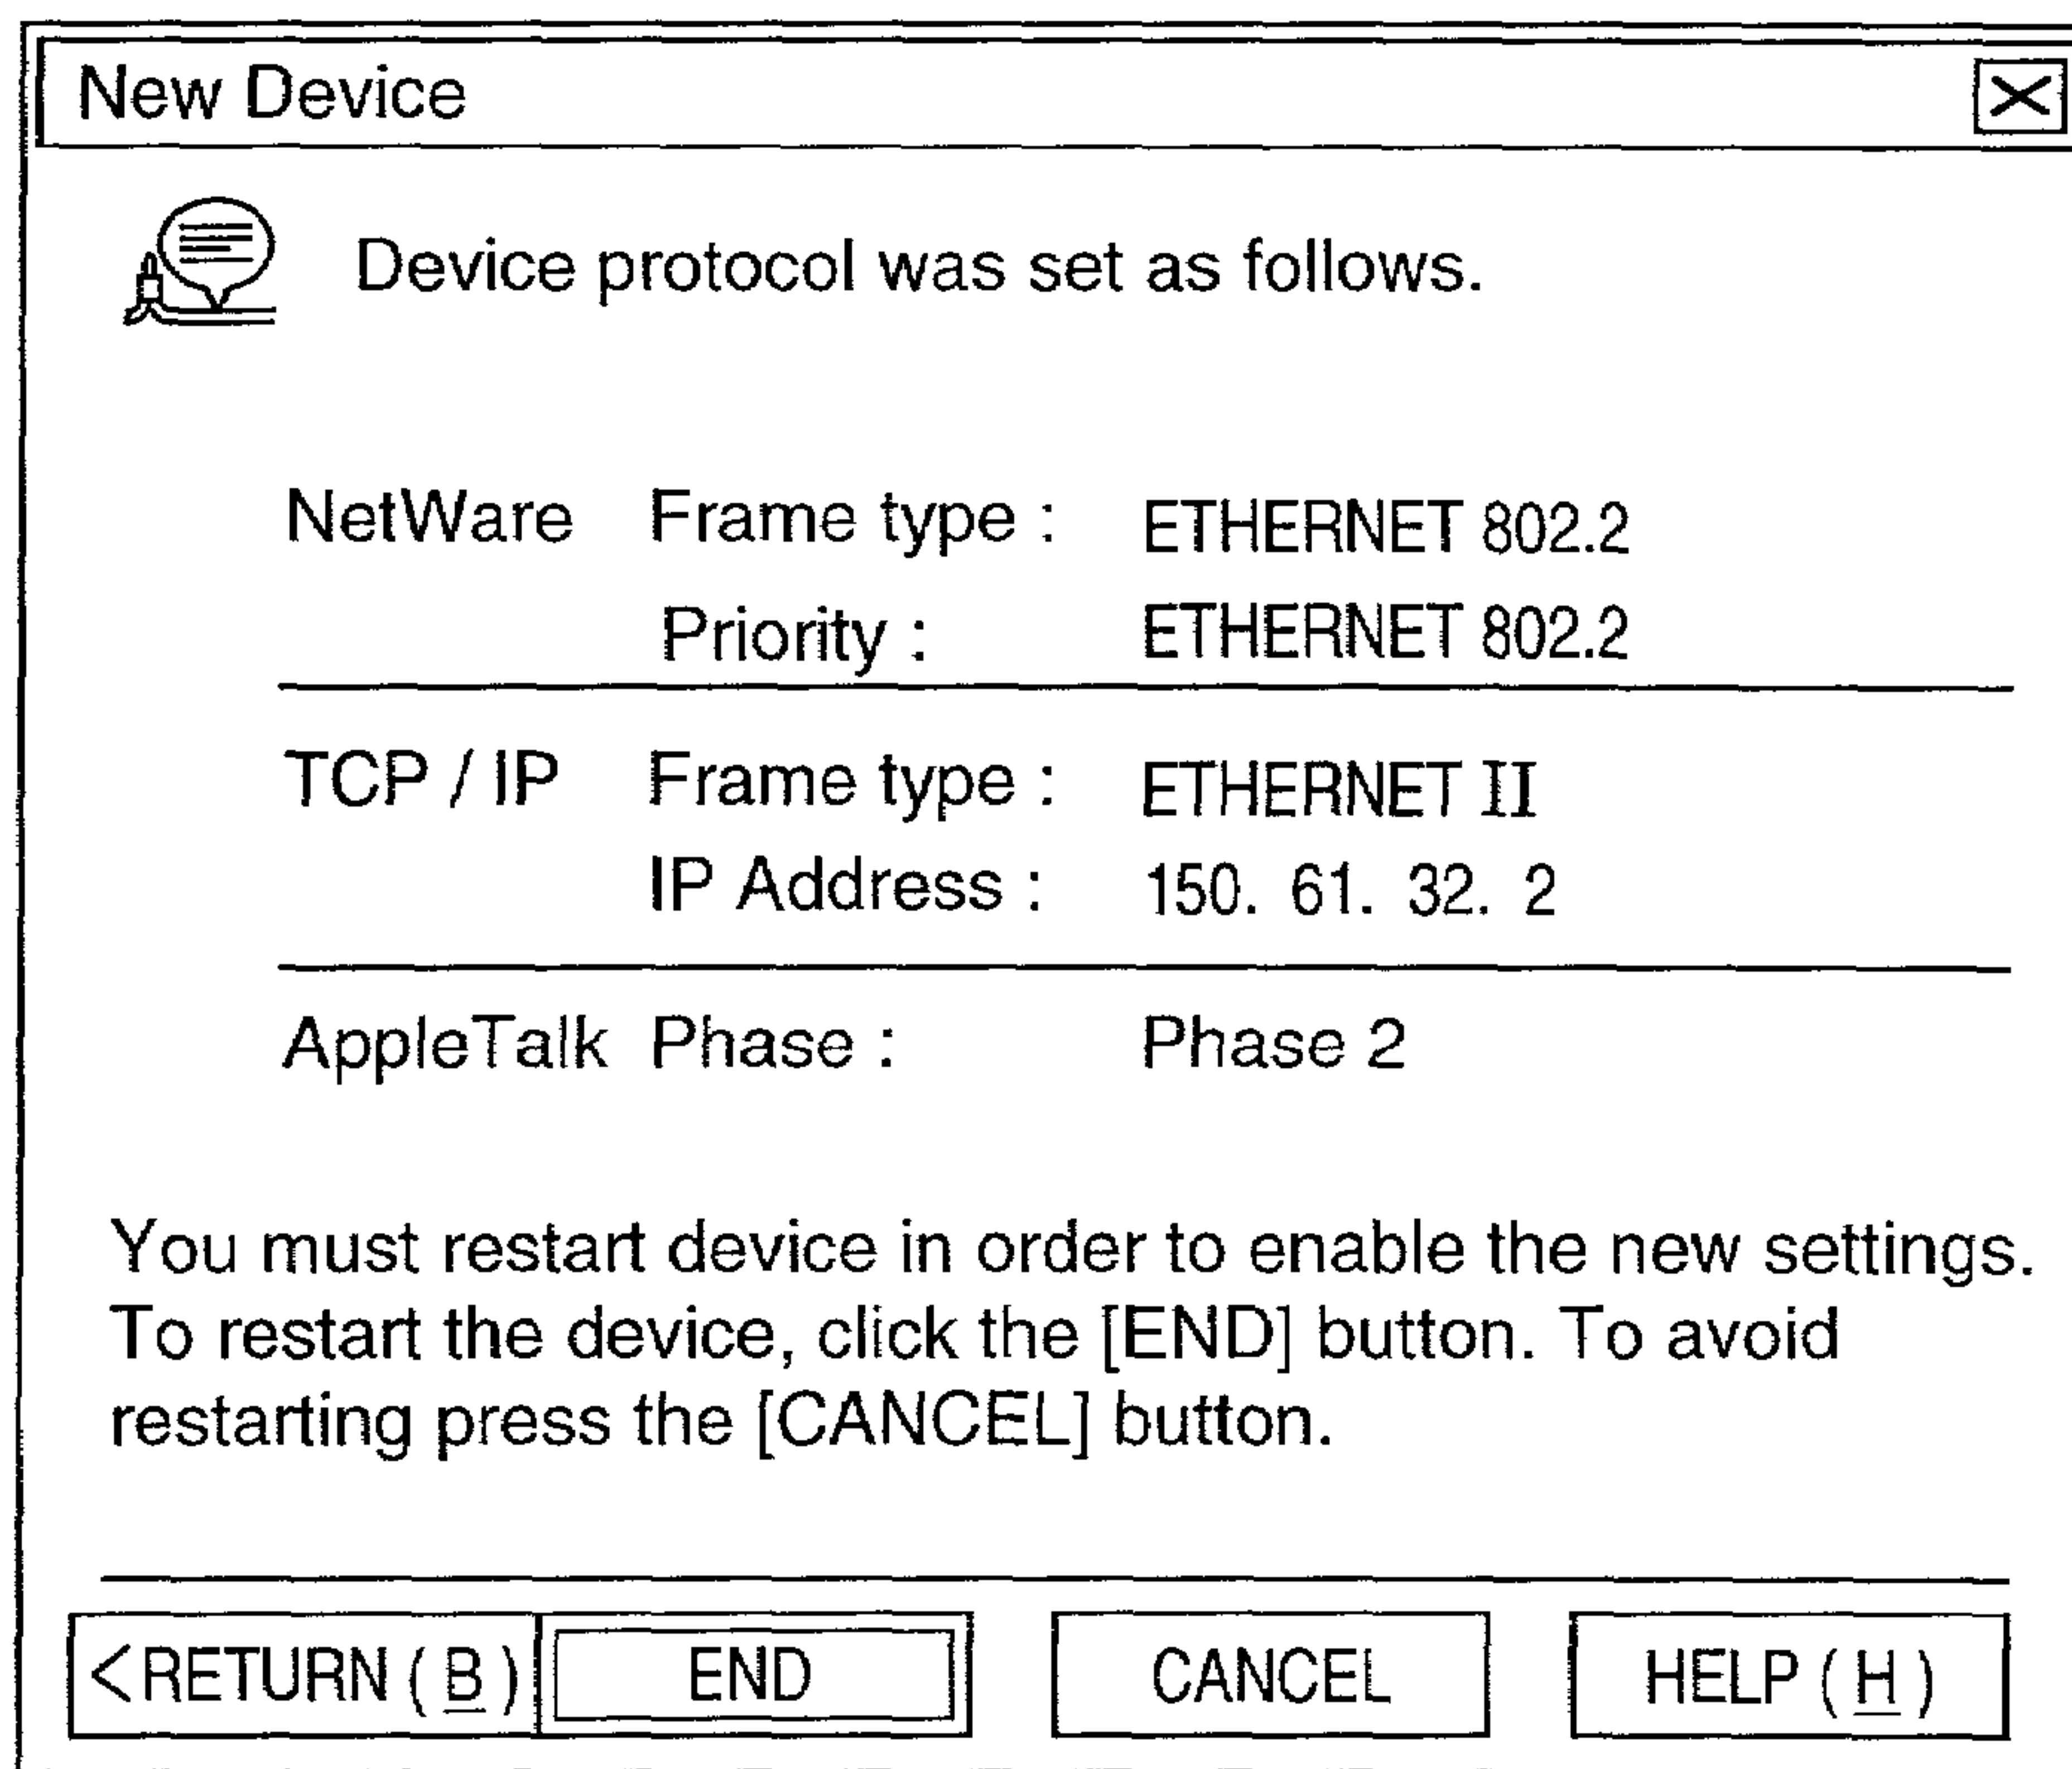 New Device
Device protocol was set as follows.
NetWare Frame type : ETHERNET 802.2
Priority : ETHERNET 802.2
TCP / IP Frame type : ETHERNET II
IP Address : 150. 61. 32. 2
AppleTalk Phase : Phase 2
You must restart device in order to enable the new settings.
To restart the device, click the [END] button. To avoid
restarting press the [CANCEL] button.
<RETURN ( B ) END CANCEL HELP ( H )